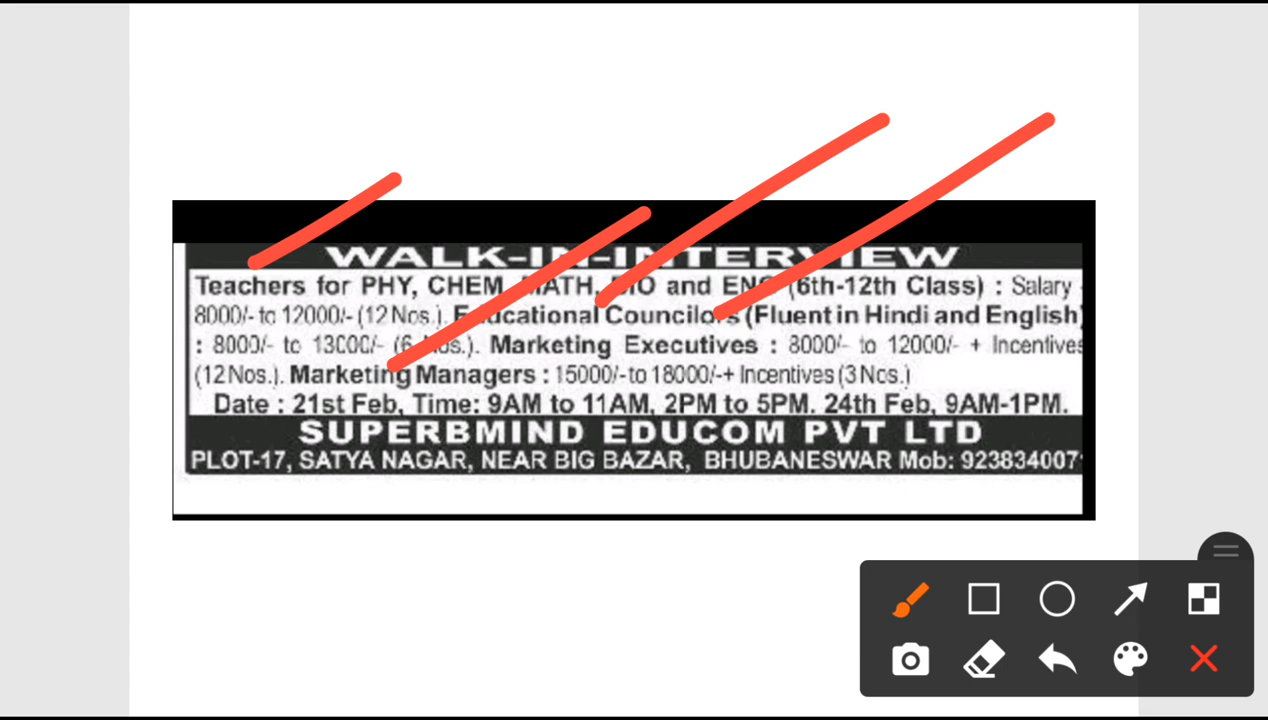 WALK-IN-INTERVIEW
Teachers for PHY, CHEM, MATH, BIO and ENG (6th-12th Class) : Salary
8000/- to 12000/- (12 Nos.). Educational Councilors (Fluent in Hindi and English)
: 8000/- to 13000/- (6 Nos.). Marketing Executives : 8000/- to 12000/- + Incentives
(12 Nos.). Marketing Managers : 15000/-to 18000/-+ Incentives (3 Nos.)
Date : 21st Feb, Time: 9AM to 11AM, 2PM to 5PM. 24th Feb, 9AM-1PM.
SUPERBMIND EDUCOM PVT LTD
PLOT-17, SATYA NAGAR, NEAR BIG BAZAR, BHUBANESWAR Mob: